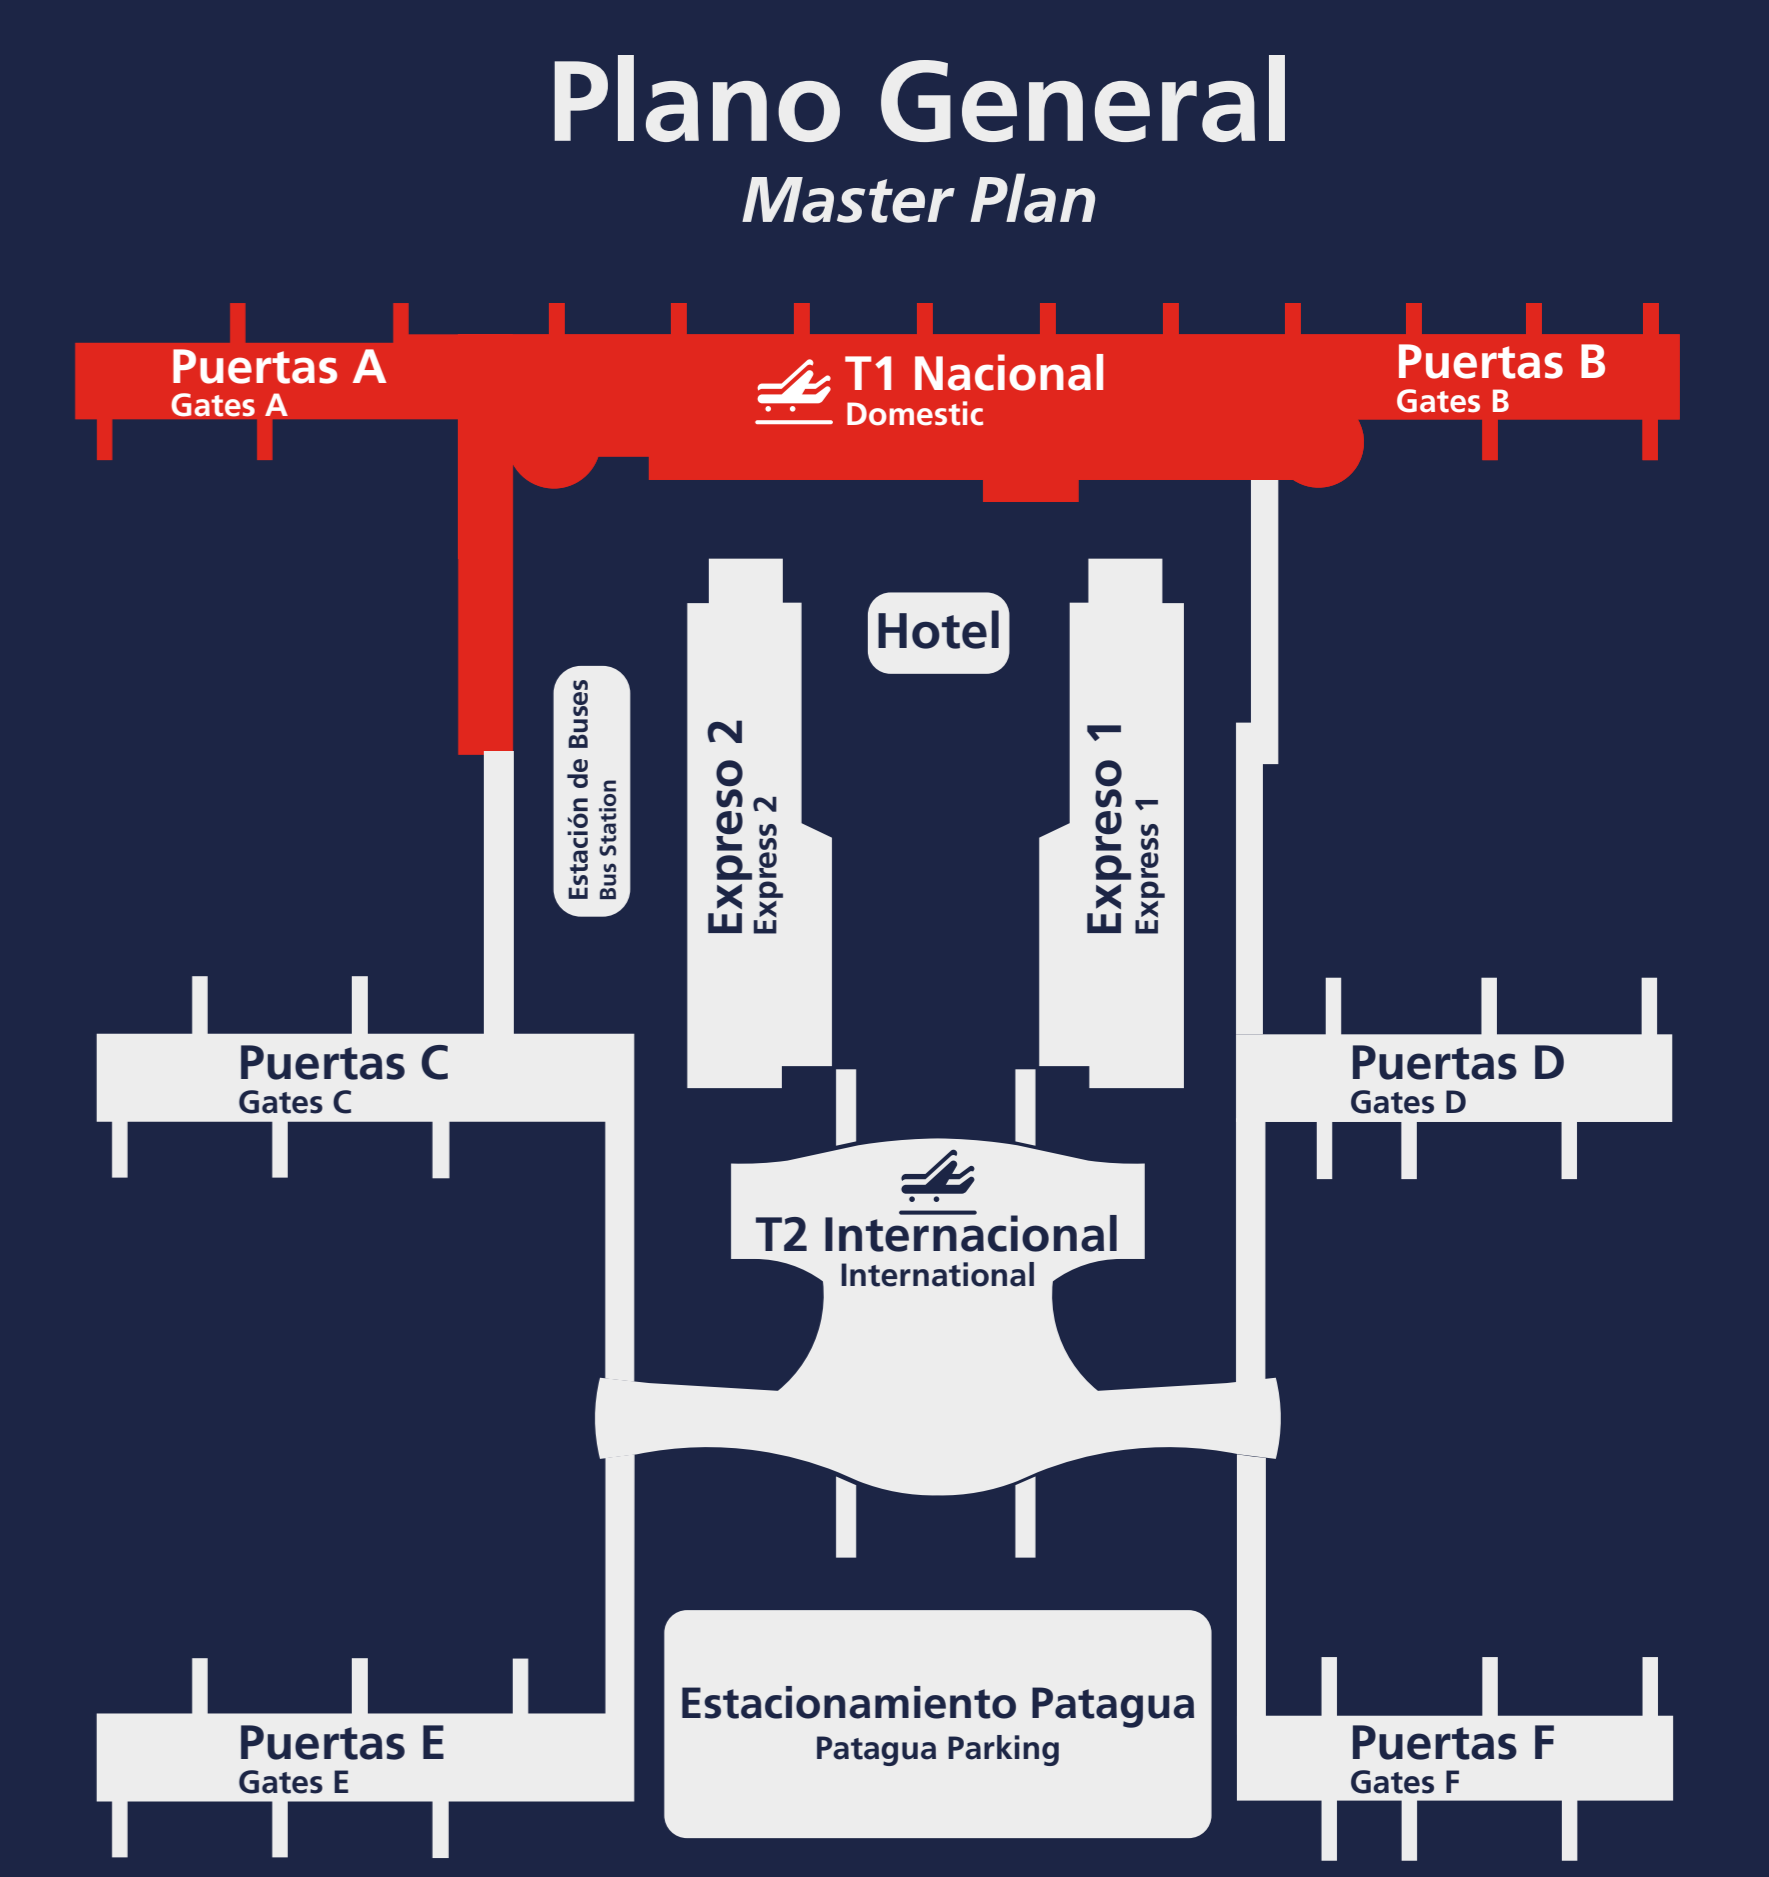 Plano General
Master Plan
Puertas A
Gates A
T1 Nacional
Domestic
Puertas B
Gates B
Hotel
Estación de Buses
Bus Station
Expreso 2
Express 2
Expreso 1
Express 1
Puertas C
Gates C
Puertas D
Gates D
T2 Internacional
International
Estacionamiento Patagua
Patagua Parking
Puertas E
Gates E
Puertas F
Gates F